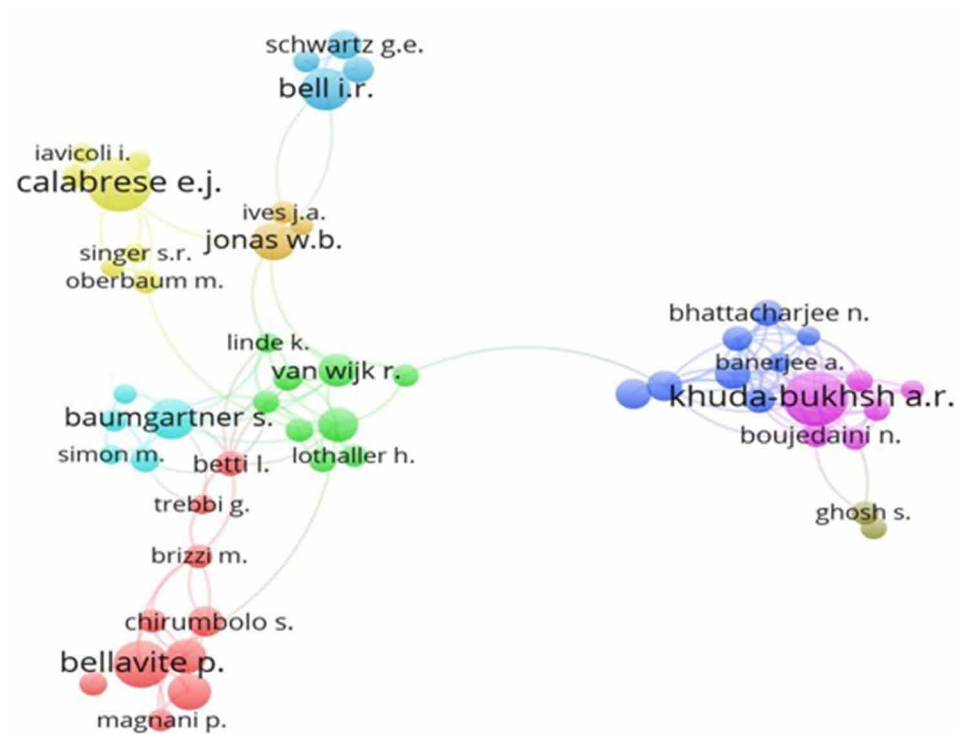 schwartz g.e.
bell i.r.
iavicoli i.
calabrese e.j.
ives j.a.
jonas w.b.
singer s.r.
oberbaum m.
linde k.
van wijk r.
baumgartner s.
simon m.
betti l.
lothaller h.
trebbi g.
brizzi m.
chirumbolo s.
bellavite p.
magnani p.
bhattacharjee n.
banerjee a.
khuda-bukhsh a.r.
boujedaini n.
ghosh s.